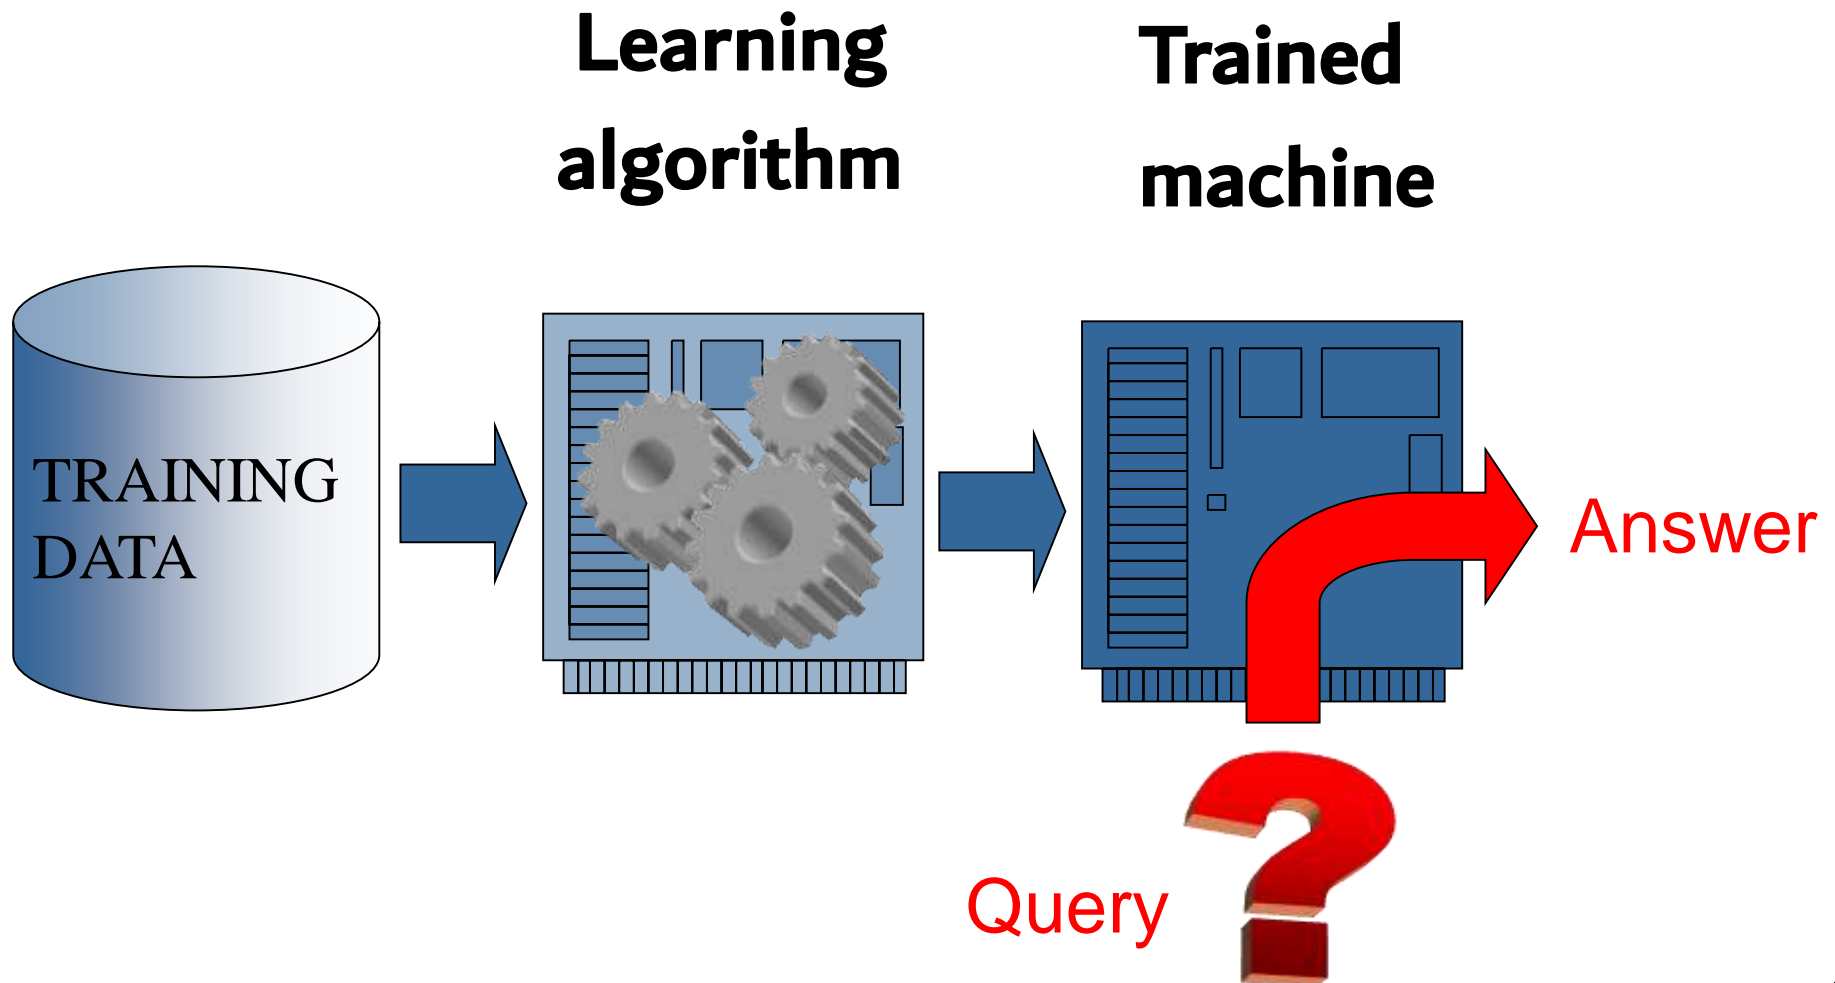 Learning
algorithm
Trained
machine
TRAINING
DATA
Answer
Query